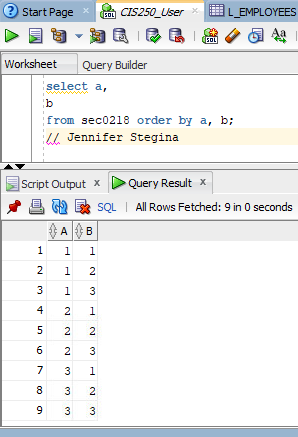 Start Page CIS250_User L_EMPLOYEES
SQL Aa
Worksheet Query Builder
select a,
b
from sec0218 order by a, b;
// Jennifer Stegina
Script Output x Query Result x
SQL | All Rows Fetched: 9 in 0 seconds
A B
1 1 1
2 1 2
3 1 3
4 2 1
5 2 2
6 2 3
7 3 1
8 3 2
9 3 3